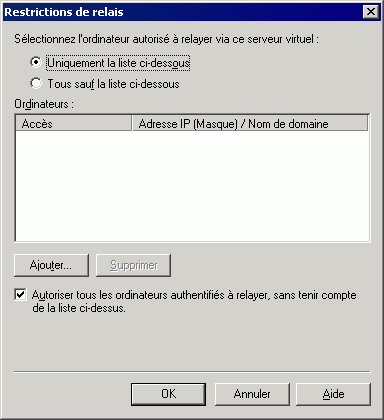 Restrictions de relais
Sélectionnez l'ordinateur autorisé à relayer via ce serveur virtuel :
Uniquement la liste ci-dessous
Tous sauf la liste ci-dessous
Ordinateurs :
Accès Adresse IP (Masque) / Nom de domaine
Ajouter... Supprimer
Autoriser tous les ordinateurs authentifiés à relayer, sans tenir compte
de la liste ci-dessus.
OK Annuler Aide